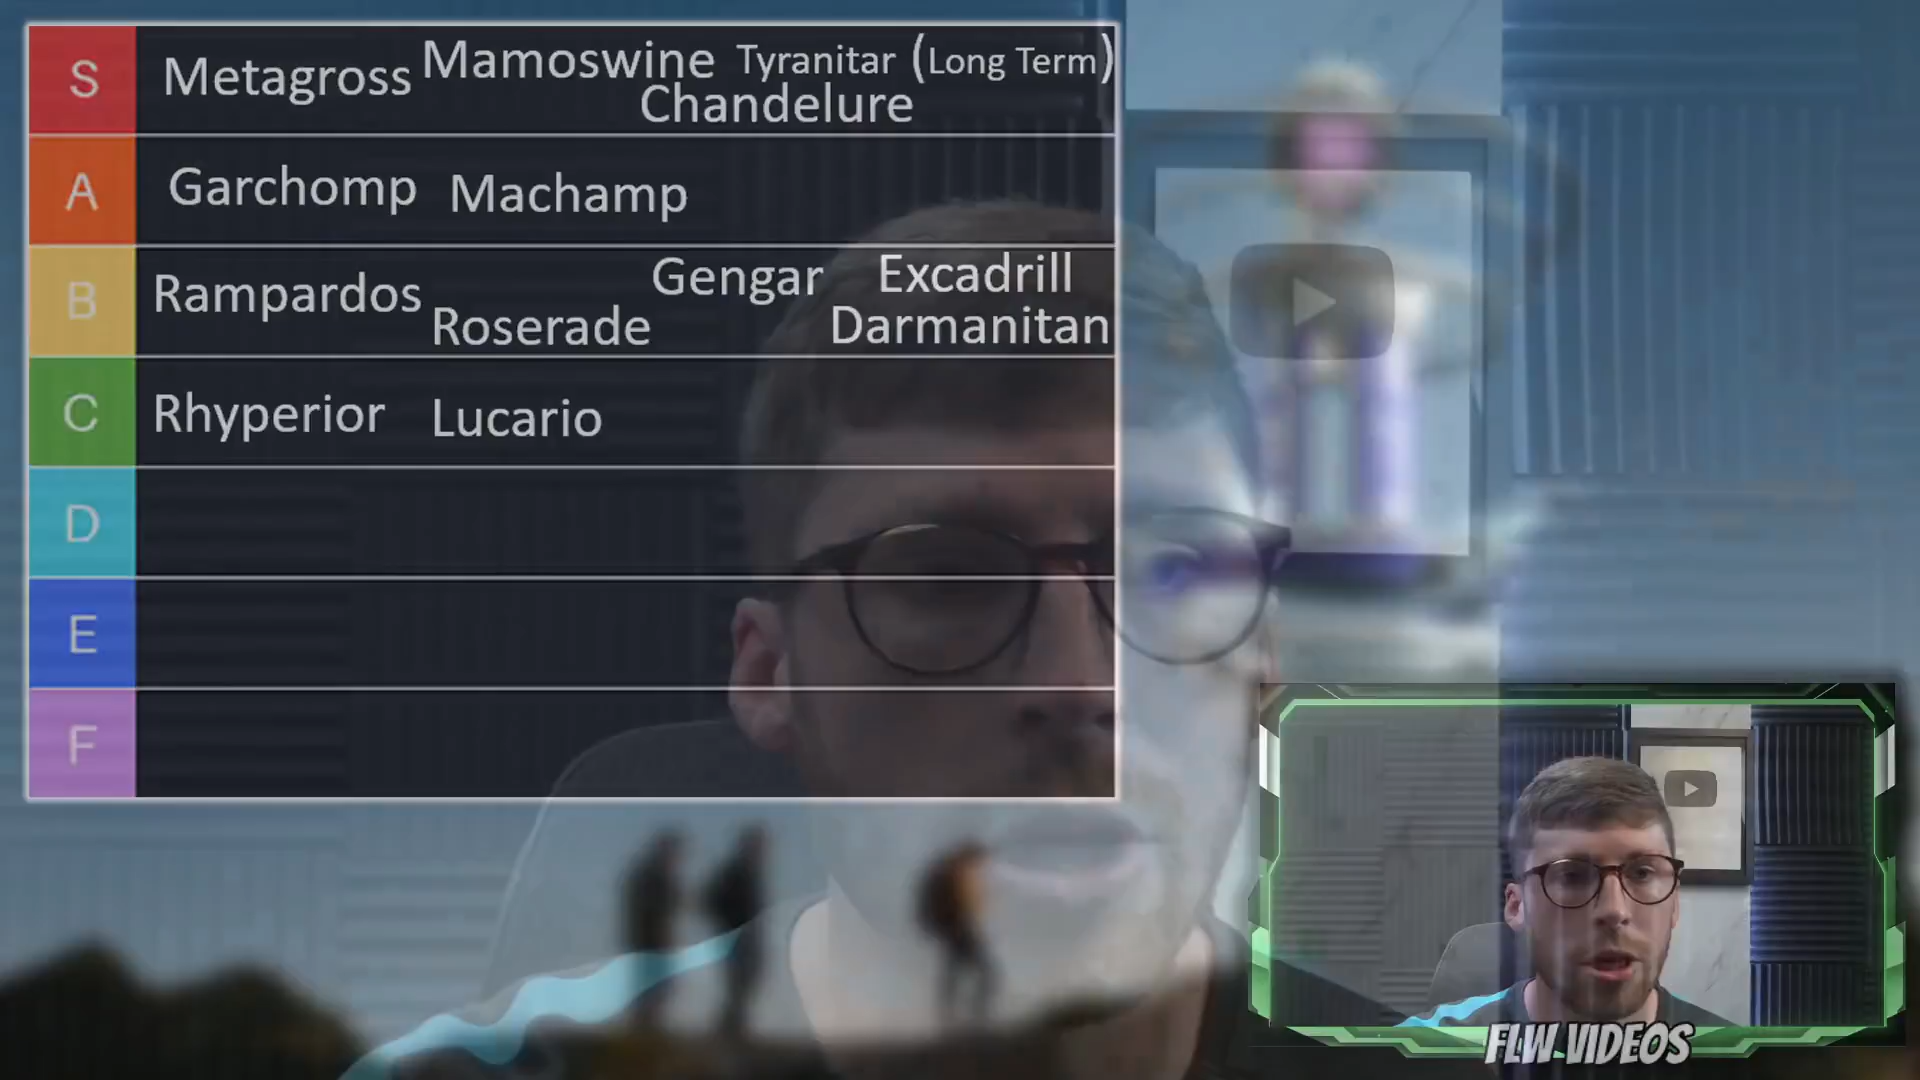 S Metagross Mamoswine Tyranitar (Long Term)
Chandelure
A Garchomp Machamp
B Rampardos Roserade Gengar Excadrill
Darmanitan
C Rhyperior Lucario
D
E
F
FLW VIDEOS